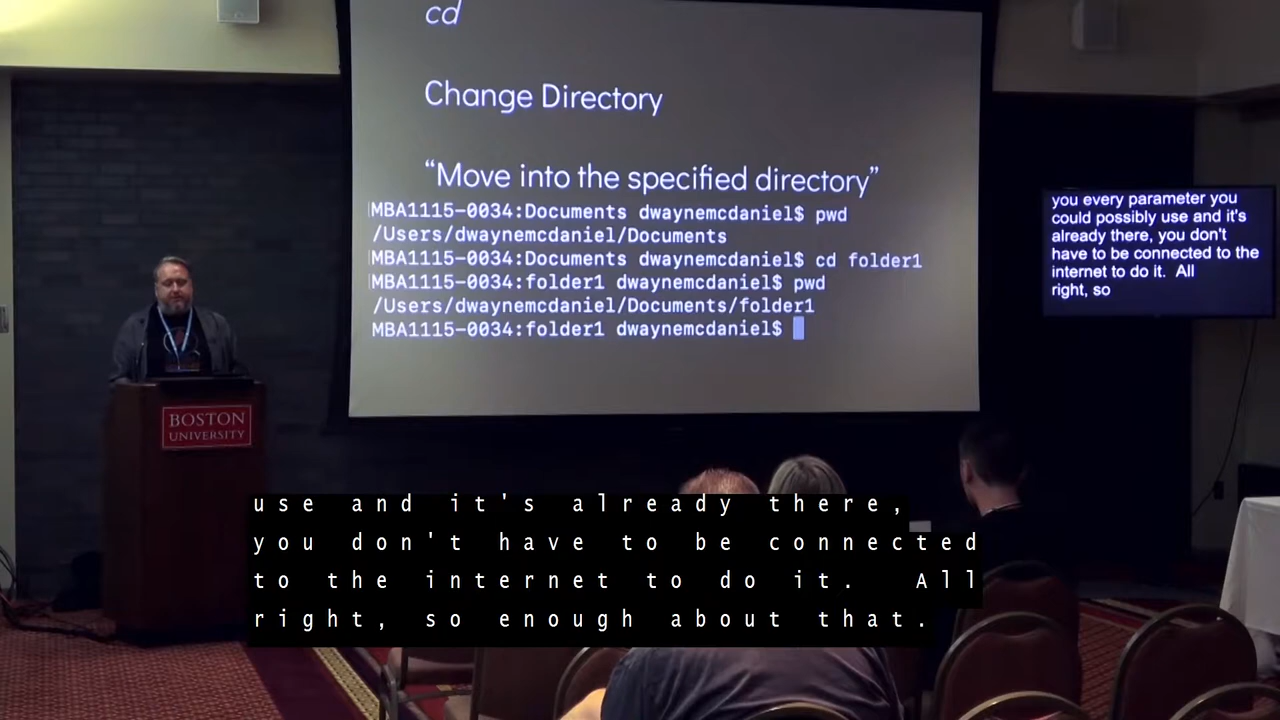 cd
Change Directory
“Move into the specified directory”
MBA1115-0034:Documents dwaynemcdaniel$ pwd
/Users/dwaynemcdaniel/Documents
MBA1115-0034:Documents dwaynemcdaniel$ cd folder1
MBA1115-0034:folder1 dwaynemcdaniel$ pwd
/Users/dwaynemcdaniel/Documents/folder1
MBA1115-0034:folder1 dwaynemcdaniel$
you every parameter you
could possibly use and it's
already there, you don't
have to be connected to the
internet to do it. All
right, so
BOSTON
UNIVERSITY
use and it's already there,
you don't have to be connected
to the internet to do it. All
right, so enough about that.